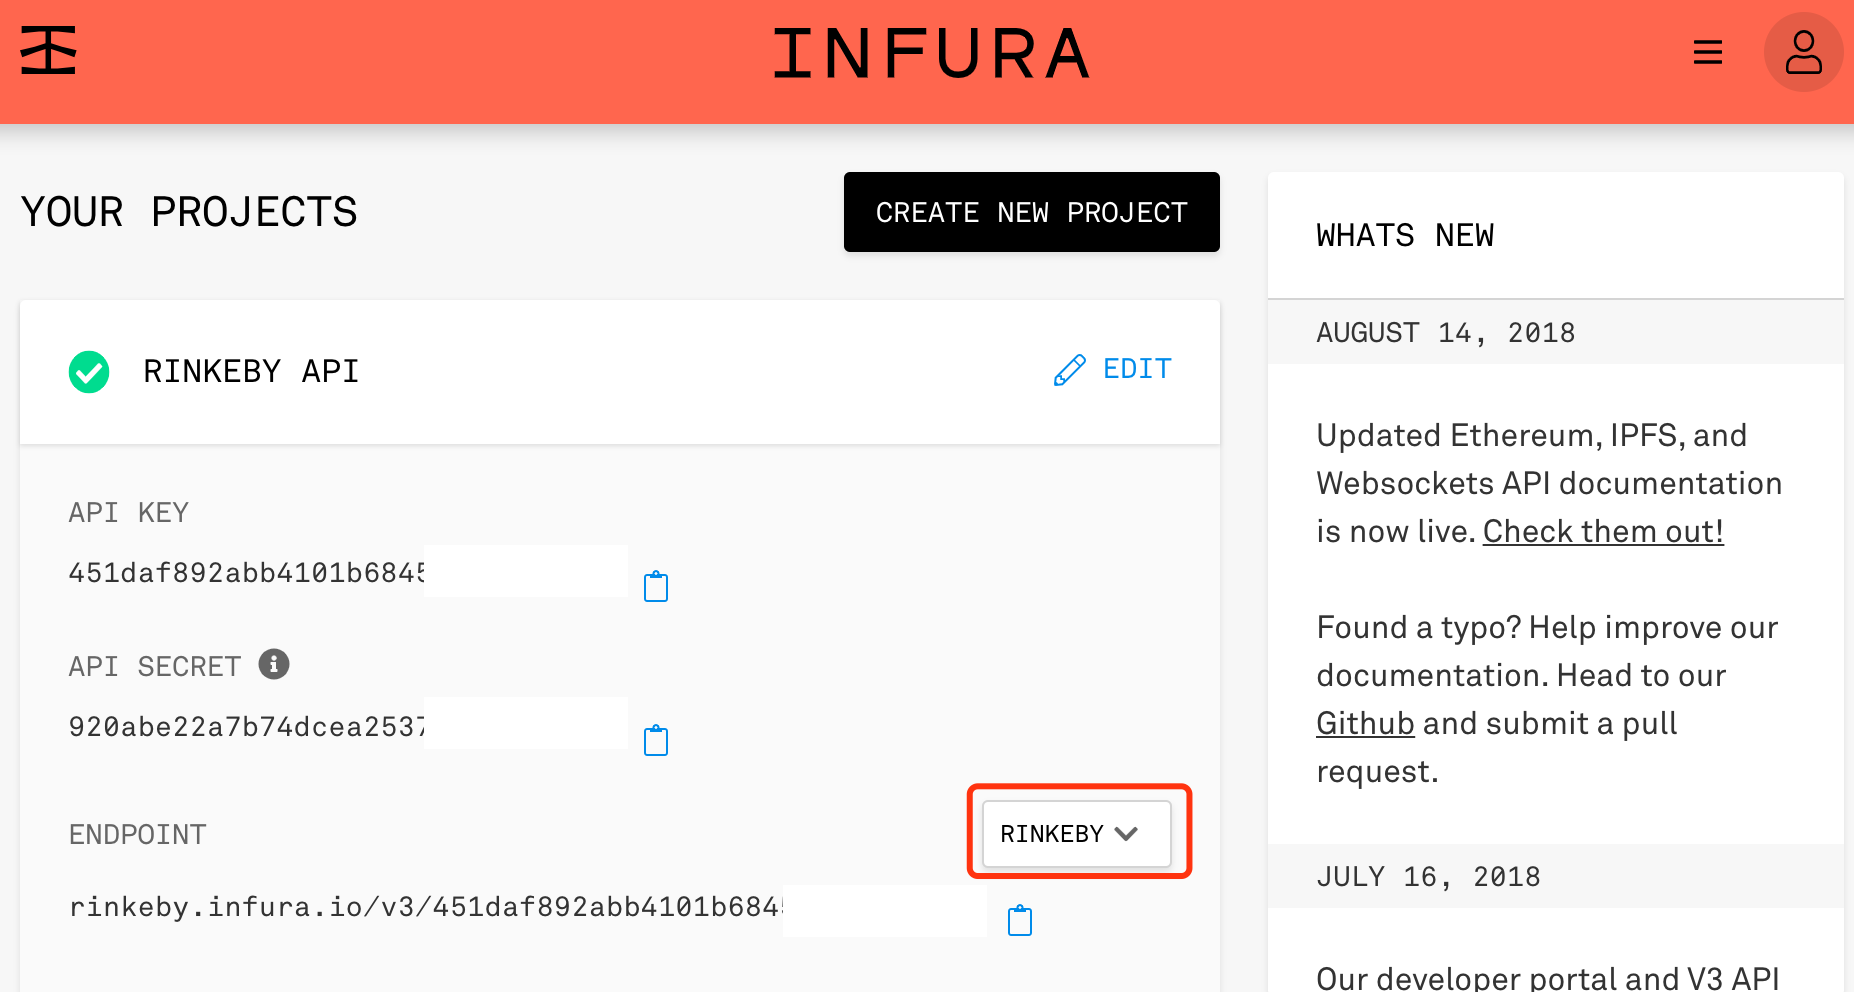 INFURA
YOUR PROJECTS
CREATE NEW PROJECT
RINKEBY API
EDIT
API KEY
451daf892abb4101b6845
API SECRET
920abe22a7b74dcea2537
ENDPOINT
RINKEBY
rinkeby.infura.io/v3/451daf892abb4101b6845
WHATS NEW
AUGUST 14, 2018
Updated Ethereum, IPFS, and
Websockets API documentation
is now live. Check them out!
Found a typo? Help improve our
documentation. Head to our
Github and submit a pull
request.
JULY 16, 2018
Our developer portal and V3 API